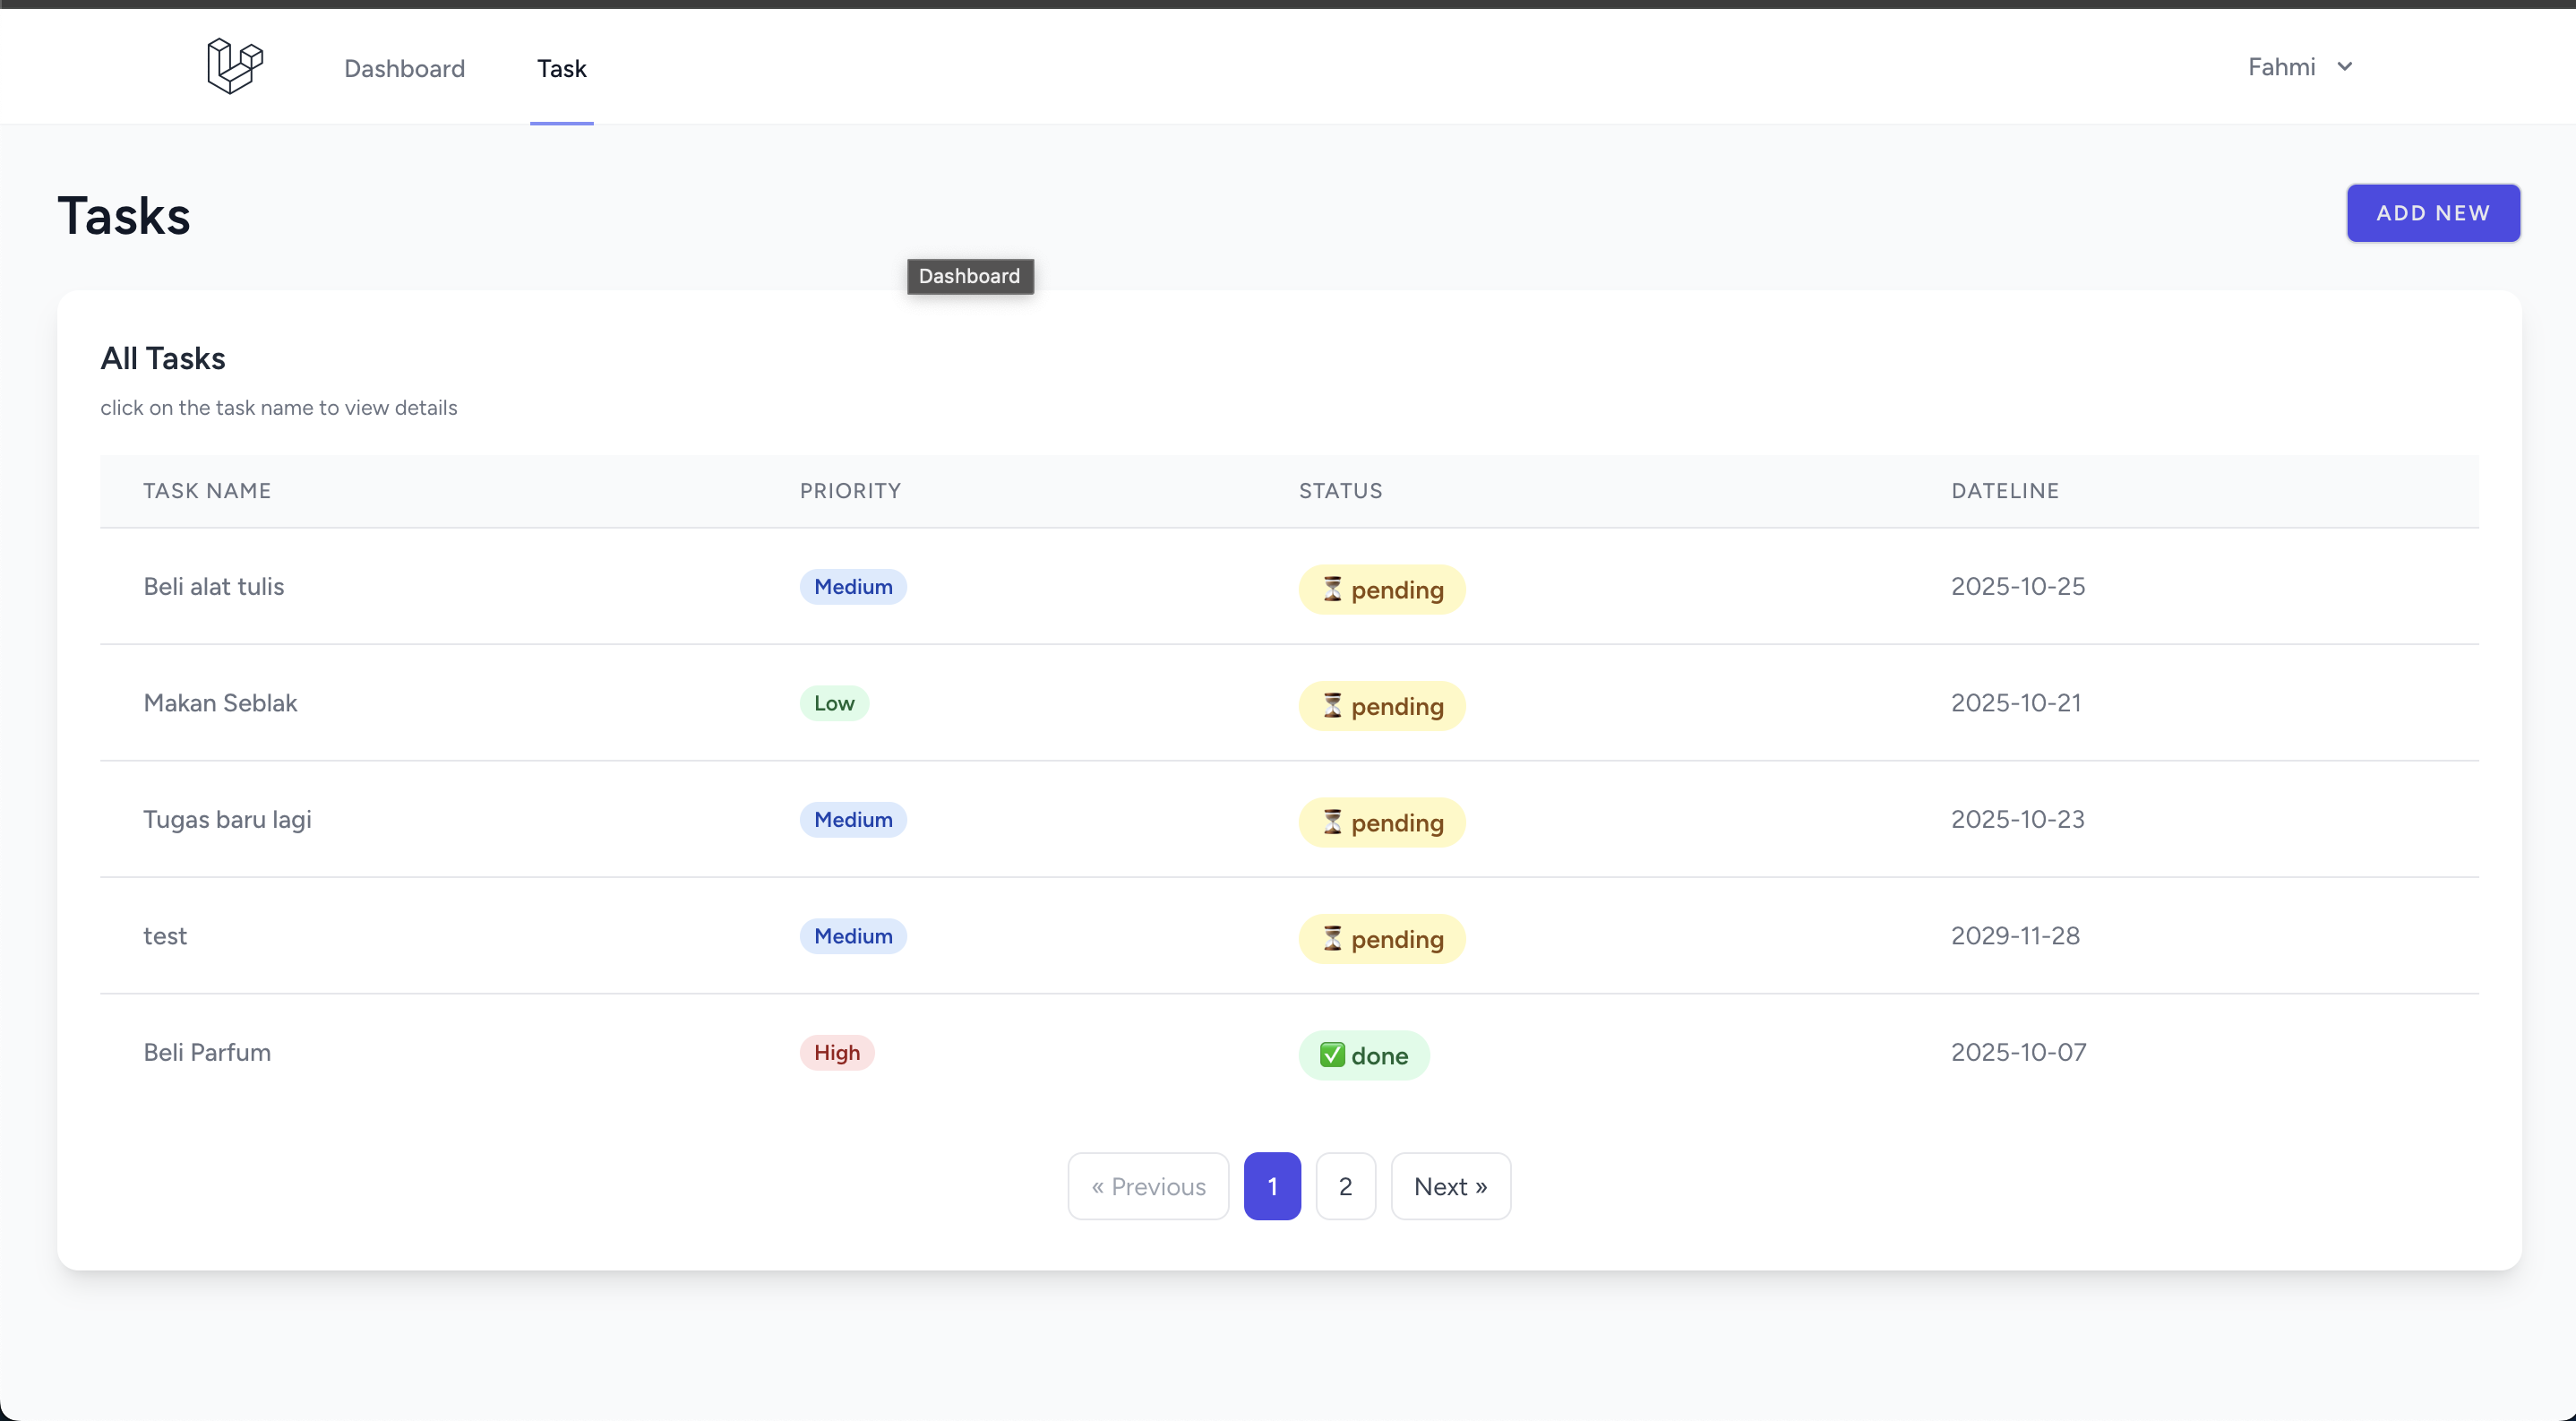 Dashboard Task Fahmi
Tasks ADD NEW
Dashboard
All Tasks
click on the task name to view details
TASK NAME PRIORITY STATUS DATELINE
Beli alat tulis Medium ⏳ pending 2025-10-25
Makan Seblak Low ⏳ pending 2025-10-21
Tugas baru lagi Medium ⏳ pending 2025-10-23
test Medium ⏳ pending 2029-11-28
Beli Parfum High ✅ done 2025-10-07
« Previous 1 2 Next »